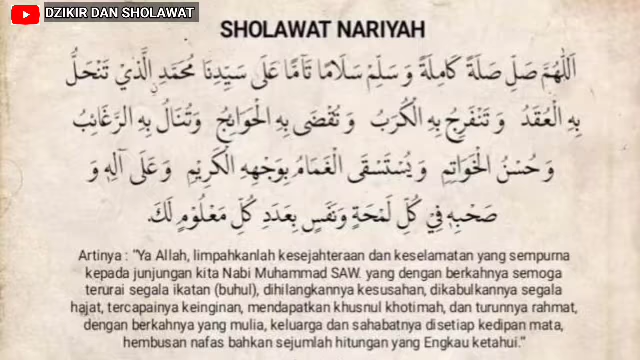 DZIKIR DAN SHOLAWAT
SHOLAWAT NARIYAH
اَللّٰهُمَّ صَلِّ صَلَةً كَامِلَةً وَ سَلِّمْ سَلَامًا تَآمًّا عَلَى سَيِّدِنَا مُحَمَّدِ الَّذِيْ تَنْحَلُّ
بِهِ الْعُقَدُ وَ تَنْفَرِجُ بِهِ الْكُرَبُ وَ تُقْضَى بِهِ الْحَوَائِجُ وَتُنَالُ بِهِ الرَّغَائِبُ
وَ حُسْنُ الْخَوَاتِمِ وَ يُسْتَسْقَى الْغَمَامُ بِوَجْهِهِ الْكَرِيْمِ وَ عَلَى آلِهِ وَ
صَحْبِهِ فِيْ كُلِّ لَمْحَةٍ وَنَفَسٍ بِعَدَدِ كُلِّ مَعْلُوْمٍ لَكَ.
Artinya : "Ya Allah, limpahkanlah kesejahteraan dan keselamatan yang sempurna
kepada junjungan kita Nabi Muhammad SAW. yang dengan berkahnya semoga
terurai segala ikatan (buhul), dihilangkannya kesusahan, dikabulkannya segala
hajat, tercapainya keinginan, mendapatkan khusnul khotimah, dan turunnya rahmat,
dengan berkahnya yang mulia, keluarga dan sahabatnya disetiap kedipan mata,
hembusan nafas bahkan sejumlah hitungan yang Engkau ketahui."